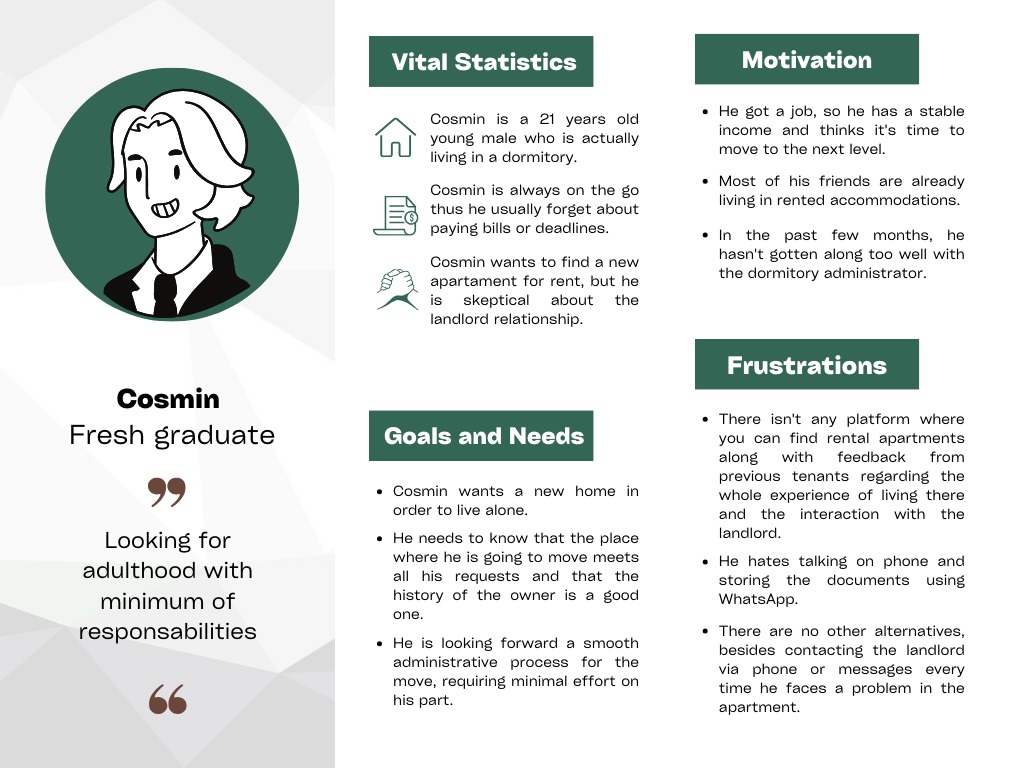 Cosmin
Fresh graduate
Looking for
adulthood with
minimum of
responsabilities
Vital Statistics
Cosmin is a 21 years old
young male who is actually
living in a dormitory.
Cosmin is always on the go
thus he usually forget about
paying bills or deadlines.
Cosmin wants to find a new
apartament for rent, but he
is skeptical about the
landlord relationship.
Goals and Needs
• Cosmin wants a new home in
order to live alone.
• He needs to know that the place
where he is going to move meets
all his requests and that the
history of the owner is a good
one.
• He is looking forward a smooth
administrative process for the
move, requiring minimal effort on
his part.
Motivation
• He got a job, so he has a stable
income and thinks it's time to
move to the next level.
• Most of his friends are already
living in rented accommodations.
• In the past few months, he
hasn't gotten along too well with
the dormitory administrator.
Frustrations
• There isn't any platform where
you can find rental apartments
along with feedback from
previous tenants regarding the
whole experience of living there
and the interaction with the
landlord.
• He hates talking on phone and
storing the documents using
WhatsApp.
• There are no other alternatives,
besides contacting the landlord
via phone or messages every
time he faces a problem in the
apartment.